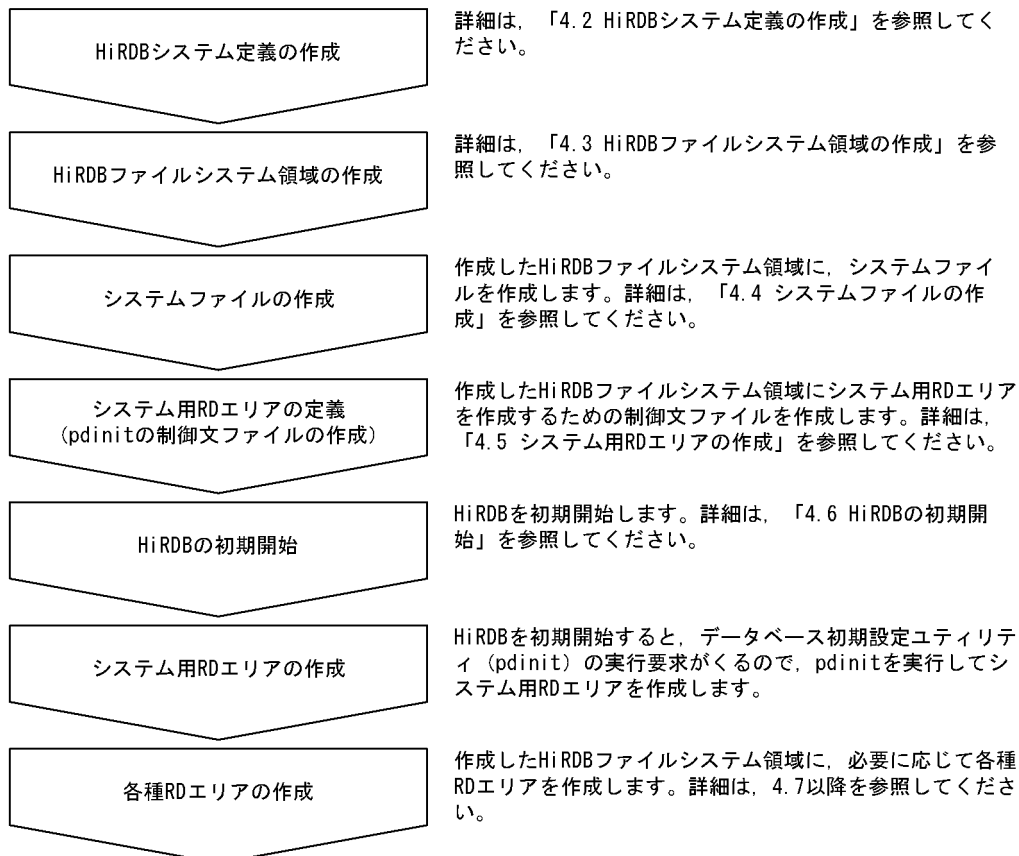 HiRDBシステム定義の作成
詳細は，「4.2 HiRDBシステム定義の作成」を参照してく
ださい。
HiRDBファイルシステム領域の作成
詳細は，「4.3 HiRDBファイルシステム領域の作成」を参
照してください。
システムファイルの作成
作成したHiRDBファイルシステム領域に，システムファイ
ルを作成します。詳細は，「4.4 システムファイルの作
成」を参照してください。
システム用RDエリアの定義
(pdinitの制御文ファイルの作成)
作成したHiRDBファイルシステム領域にシステム用RDエリア
を作成するための制御文ファイルを作成します。詳細は，
「4.5 システム用RDエリアの作成」を参照してください。
HiRDBの初期開始
HiRDBを初期開始します。詳細は，「4.6 HiRDBの初期開
始」を参照してください。
システム用RDエリアの作成
HiRDBを初期開始すると，データベース初期設定ユティリテ
ィ（pdinit）の実行要求がくるので，pdinitを実行してシ
ステム用RDエリアを作成します。
各種RDエリアの作成
作成したHiRDBファイルシステム領域に，必要に応じて各種
RDエリアを作成します。詳細は，4.7以降を参照してくださ
い。